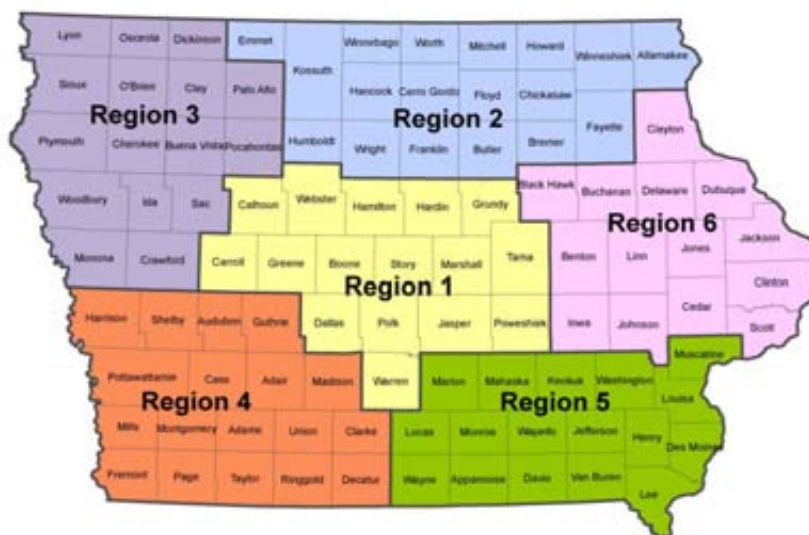 Lyon Osceola Dickinson Emmet Winnebago Worth Mitchell Howard Winneshiek Allamakee
Kossuth
Sioux O'Brien Clay Palo Alto Hancock Cerro Gordo Floyd Chickasaw
Region 3 Region 2
Plymouth Cherokee Buena Vista Pocahontas Humboldt Wright Franklin Butler Bremer Fayette Clayton
Woodbury Ida Sac Calhoun Webster Hamilton Hardin Grundy Black Hawk Buchanan Delaware Dubuque
Region 6
Monona Crawford Carroll Greene Boone Story Marshall Tama Benton Linn Jones Jackson
Clinton
Region 1
Harrison Shelby Audubon Guthrie Dallas Polk Jasper Poweshiek Iowa Johnson Cedar Scott
Muscatine
Pottawattamie Cass Adair Madison Warren Marion Mahaska Keokuk Washington Louisa
Region 4 Region 5
Mills Montgomery Adams Union Clarke Lucas Monroe Wapello Jefferson Henry Des Moines
Fremont Page Taylor Ringgold Decatur Wayne Appanoose Davis Van Buren Lee